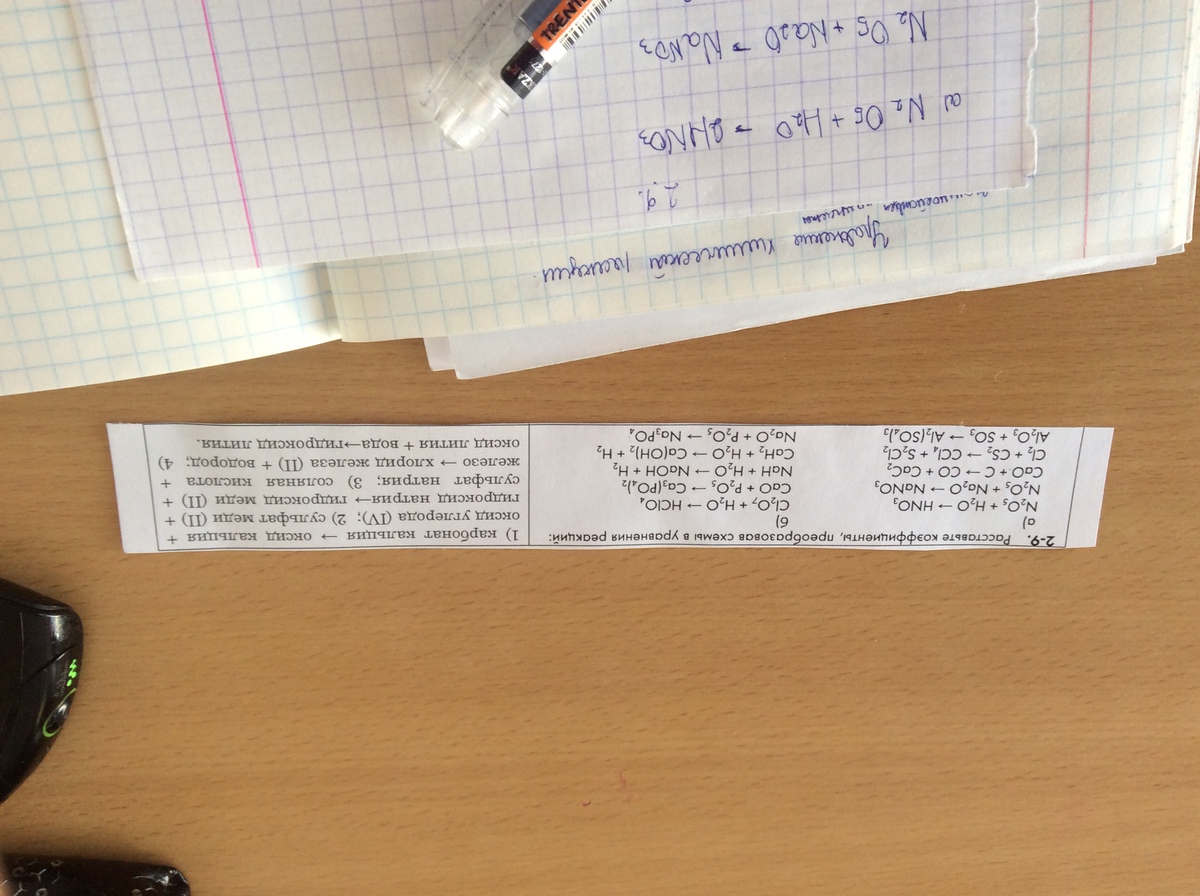 2-9. Расставьте коэффициенты, преобразовав схемы в уравнения реакций:
а)
N₂O₅ + H₂O → HNO₃
N₂O₅ + Na₂O → NaNO₃
CaO + C → CO + CaC₂
Cl₂ + CS₂ → CCl₄ + S₂Cl₂
Al₂O₃ + SO₃ → Al₂(SO₄)₃
б)
Cl₂O₇ + H₂O → HClO₄
CaO + P₂O₅ → Ca₃(PO₄)₂
NaH + H₂O → NaOH + H₂
CaH₂ + H₂O → Ca(OH)₂ + H₂
Na₂O + P₂O₅ → Na₃PO₄
1) карбонат кальция → оксид кальция +
оксид углерода (IV); 2) сульфат меди (II) +
гидроксид натрия→ гидроксид меди (II) +
сульфат натрия; 3) соляная кислота +
железо → хлорид железа (II) + водород; 4)
оксид лития + вода→гидроксид лития.
Уравнение химической
2.9.
а) N₂O₅ + H₂O → 2HNO₃
N₂O₅ + Na₂O → NaNO₃
TRENT